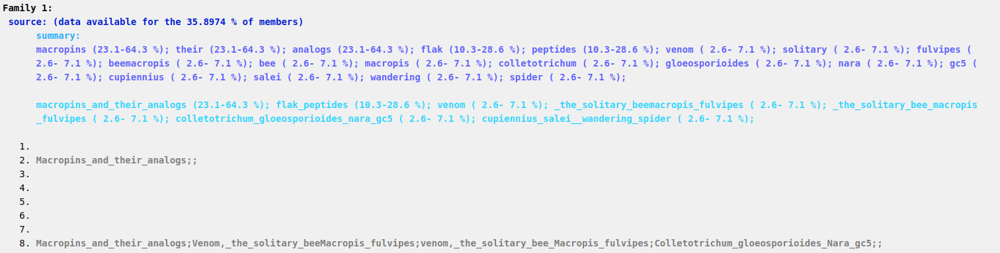 Family 1:
source: (data available for the 35.8974 % of members)
summary:
macropins (23.1-64.3 %); their (23.1-64.3 %); analogs (23.1-64.3 %); flak (10.3-28.6 %); peptides (10.3-28.6 %); venom ( 2.6- 7.1 %); solitary ( 2.6- 7.1 %); fulvipes (
2.6- 7.1 %); beemacropis ( 2.6- 7.1 %); bee ( 2.6- 7.1 %); macropis ( 2.6- 7.1 %); colletotrichum ( 2.6- 7.1 %); gloeosporioides ( 2.6- 7.1 %); nara ( 2.6- 7.1 %); gc5 (
2.6- 7.1 %); cupiennius ( 2.6- 7.1 %); salei ( 2.6- 7.1 %); wandering ( 2.6- 7.1 %); spider ( 2.6- 7.1 %);
macropins_and_their_analogs (23.1-64.3 %); flak_peptides (10.3-28.6 %); venom ( 2.6- 7.1 %); _the_solitary_beemacropis_fulvipes ( 2.6- 7.1 %); _the_solitary_bee_macropis
_fulvipes ( 2.6- 7.1 %); colletotrichum_gloeosporioides_nara_gc5 ( 2.6- 7.1 %); cupiennius_salei__wandering_spider ( 2.6- 7.1 %);
1.
2. Macropins_and_their_analogs;;
3.
4.
5.
6.
7.
8. Macropins_and_their_analogs;Venom,_the_solitary_beeMacropis_fulvipes;venom,_the_solitary_bee_Macropis_fulvipes;Colletotrichum_gloeosporioides_Nara_gc5;;